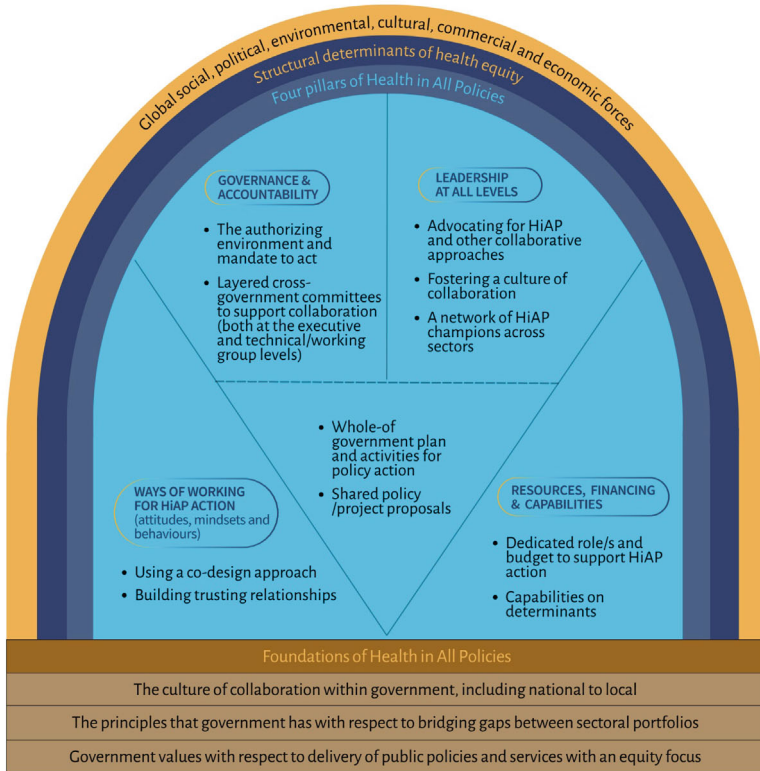 Global social, political, environmental, cultural, commercial and economic forces
Structural determinants of health equity
Four pillars of Health in All Policies
GOVERNANCE &
ACCOUNTABILITY
• The authorizing
environment and
mandate to act
• Layered cross-
government committees
to support collaboration
(both at the executive
and technical/working
group levels)
LEADERSHIP
AT ALL LEVELS
• Advocating for HiAP
and other collaborative
approaches
• Fostering a culture of
collaboration
• A network of HiAP
champions across
sectors
• Whole-of
government plan
and activities for
policy action
• Shared policy
/project proposals
WAYS OF WORKING
FOR HiAP ACTION
(attitudes, mindsets and
behaviours)
• Using a co-design approach
• Building trusting relationships
RESOURCES, FINANCING
& CAPABILITIES
• Dedicated role/s and
budget to support HiAP
action
• Capabilities on
determinants
Foundations of Health in All Policies
The culture of collaboration within government, including national to local
The principles that government has with respect to bridging gaps between sectoral portfolios
Government values with respect to delivery of public policies and services with an equity focus